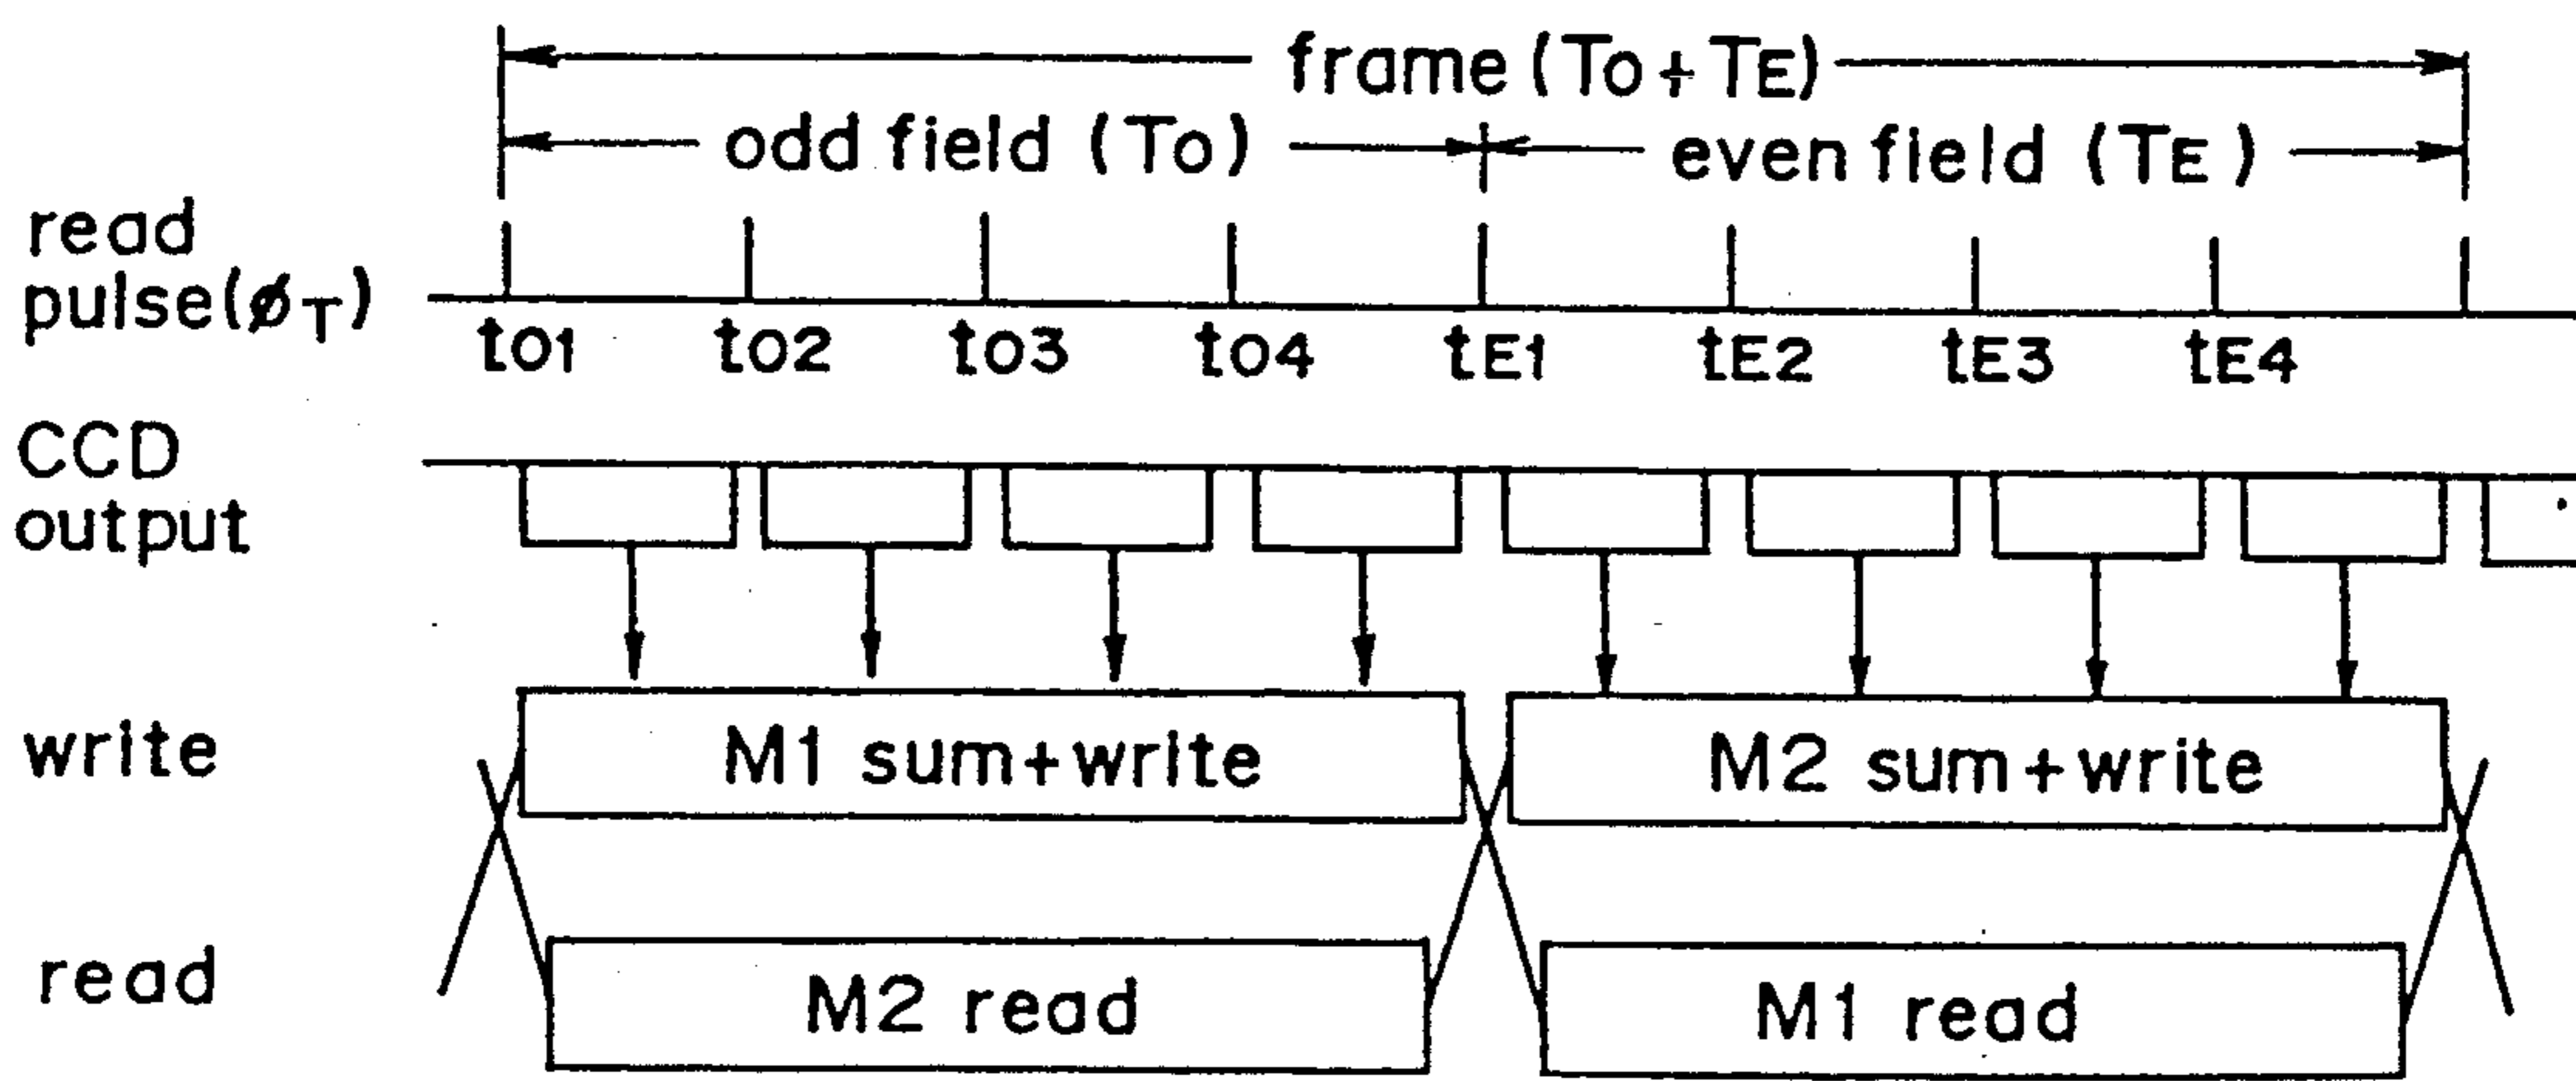 frame (To + TE)
odd field (To)
even field (TE)
read
pulse(ϕT)
to1 to2 to3 to4 tE1 tE2 tE3 tE4
CCD
output
write
M1 sum+write
M2 sum+write
read
M2 read
M1 read